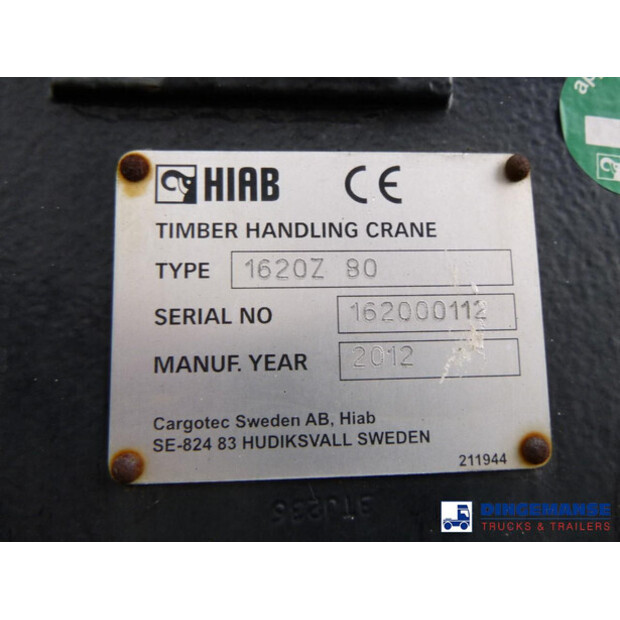 ap
HIAB CE
TIMBER HANDLING CRANE
TYPE 1620Z 80
SERIAL NO 162000112
MANUF. YEAR 2012
Cargotec Sweden AB, Hiab
SE-824 83 HUDIKSVALL SWEDEN
211944
DINGEMANSE
TRUCKS & TRAILERS